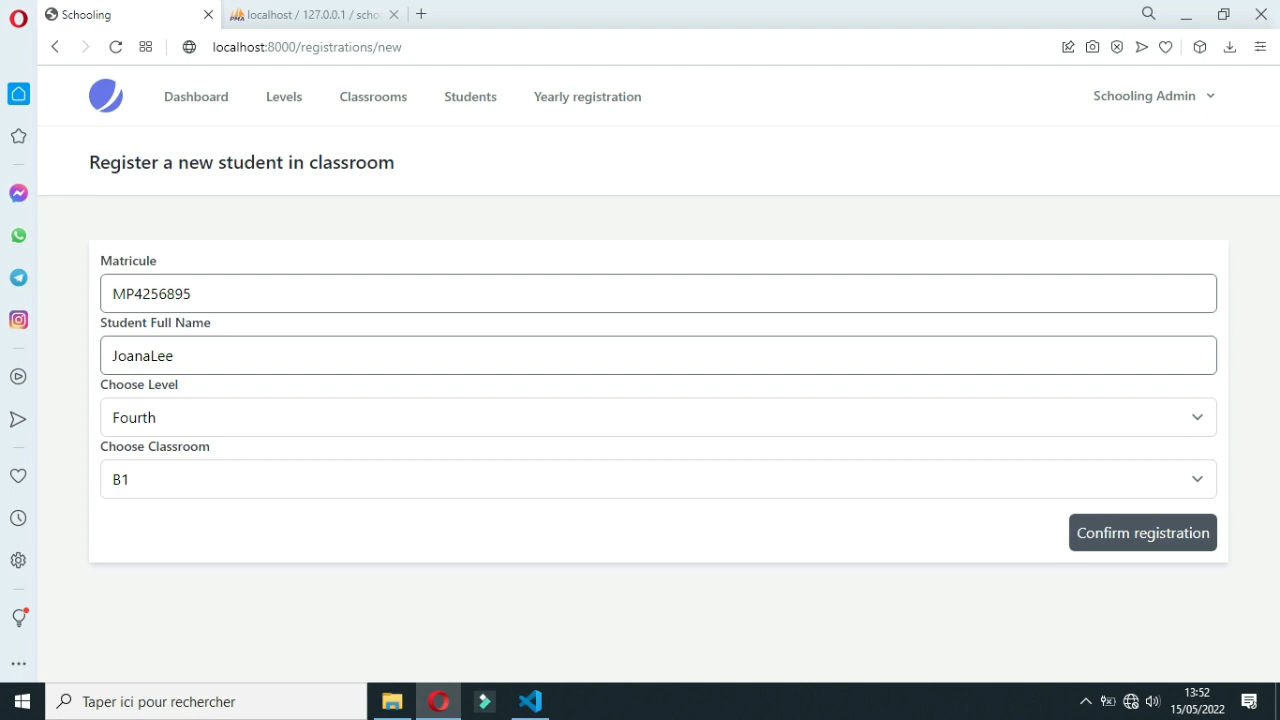 Schooling
localhost / 127.0.0.1 / scho
localhost:8000/registrations/new
Dashboard Levels Classrooms Students Yearly registration Schooling Admin
Register a new student in classroom
Matricule
MP4256895
Student Full Name
JoanaLee
Choose Level
Fourth
Choose Classroom
B1
Confirm registration
Taper ici pour rechercher
13:52
15/05/2022